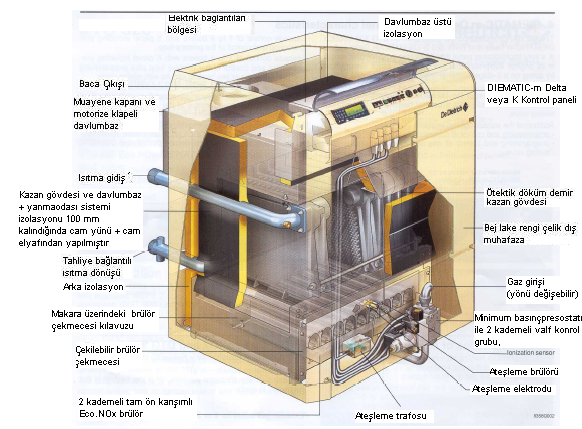 Elektrik bağlantıları
bölgesi
Davlumbaz üstü
izolasyon
Baca Çıkışı
Muayene kapanı ve
motorize klapeli
davlumbaz
DIEMATIC-m Delta
veya K Kontrol paneli
De Dietrich
Isıtma gidiş
Kazan gövdesi ve davlumbaz
+ yanmaodası sistemi
izolasyonu 100 mm
kalındığında cam yünü + cam
elyafından yapılmıştır
Ötektik döküm demir
kazan gövdesi
Bej lake rengi çelik dış
muhafaza
Tahliye bağlantılı
ısıtma dönüşü
Arka izolasyon
Gaz girişi
(yönü değişebilir)
Makara üzerindeki brülör
çekmecesi kılavuzu
Minimum basınçpresostatı
ile 2 kademeli valf konrol
grubu,
Ionization sensor
Çekilebilir brülör
çekmecesi
Ateşleme brülörü
Ateşleme elektrodu
2 kademeli tam ön karışımlı
Eco.NOx brülör
Ateşleme trafosu